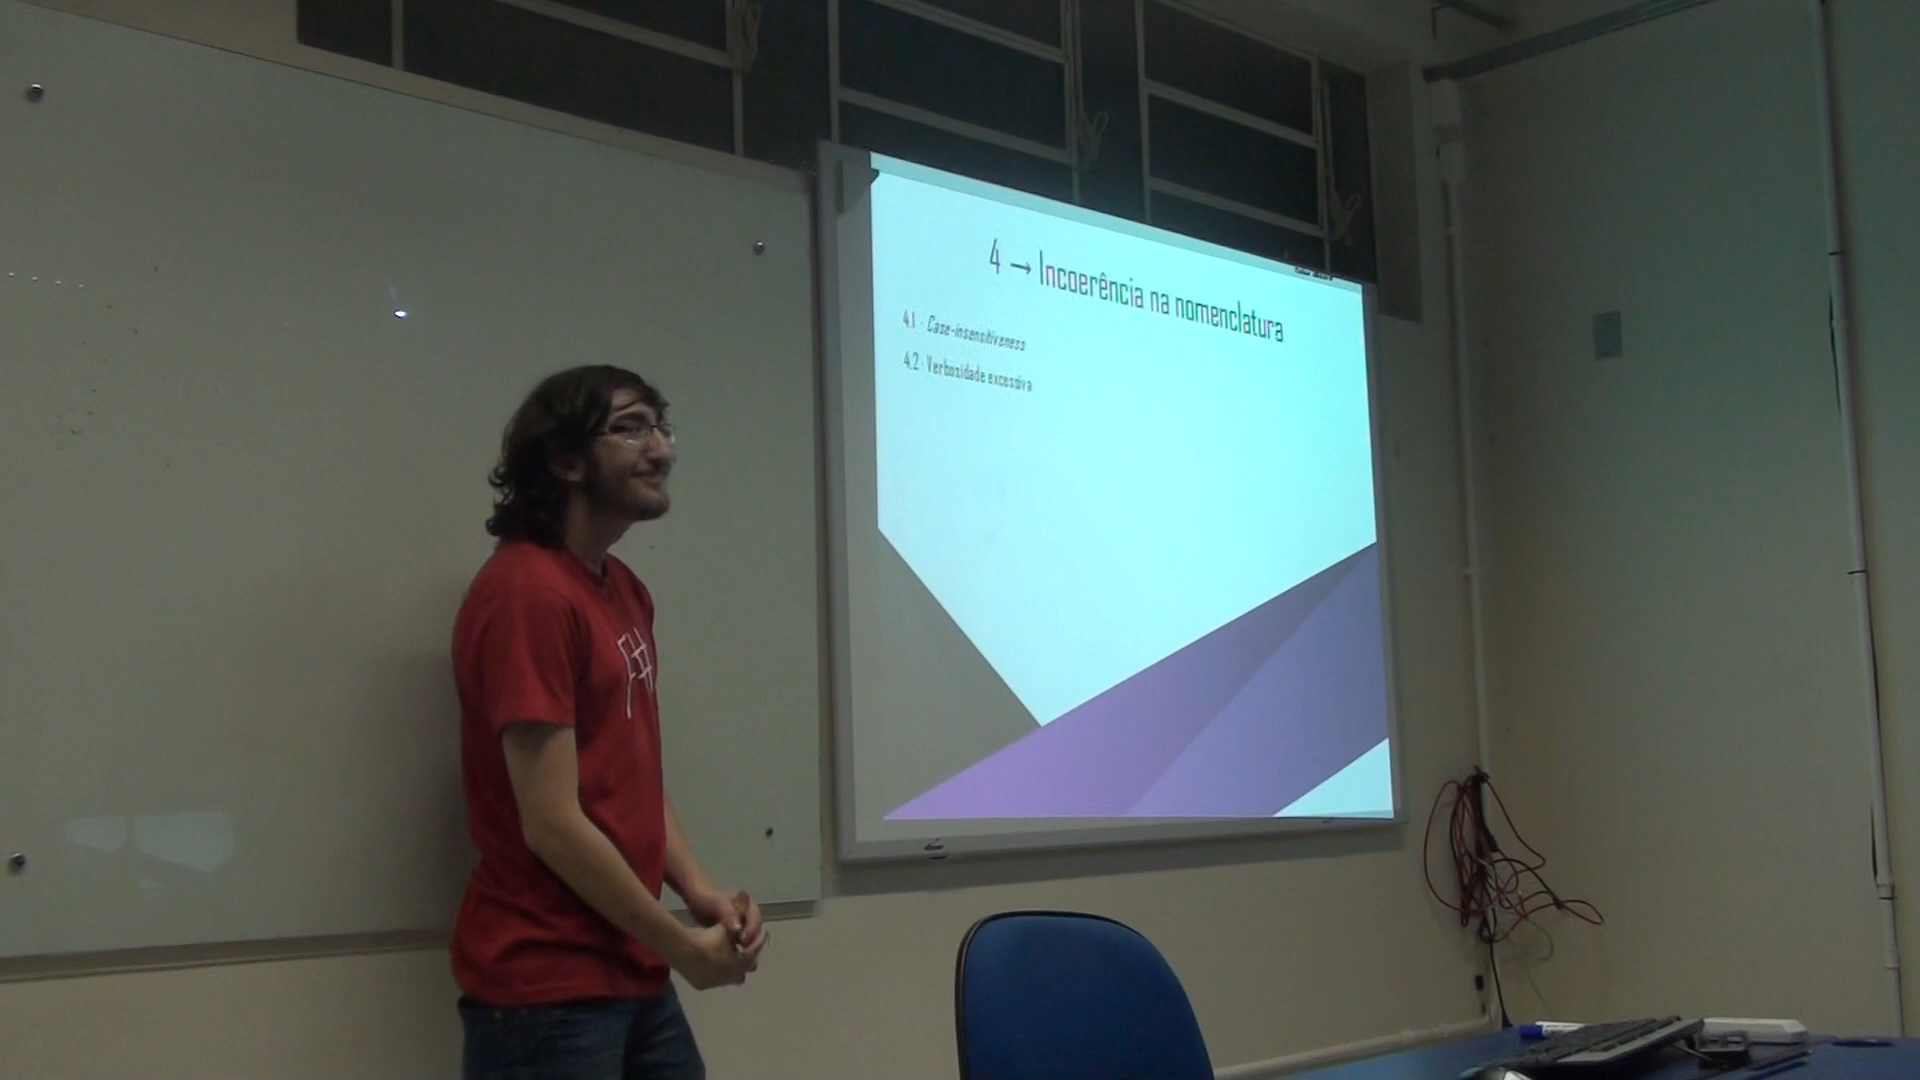 4 → Incoerência na nomenclatura
4.1 · Case-insensitiveness
4.2 · Verbosidade excessiva